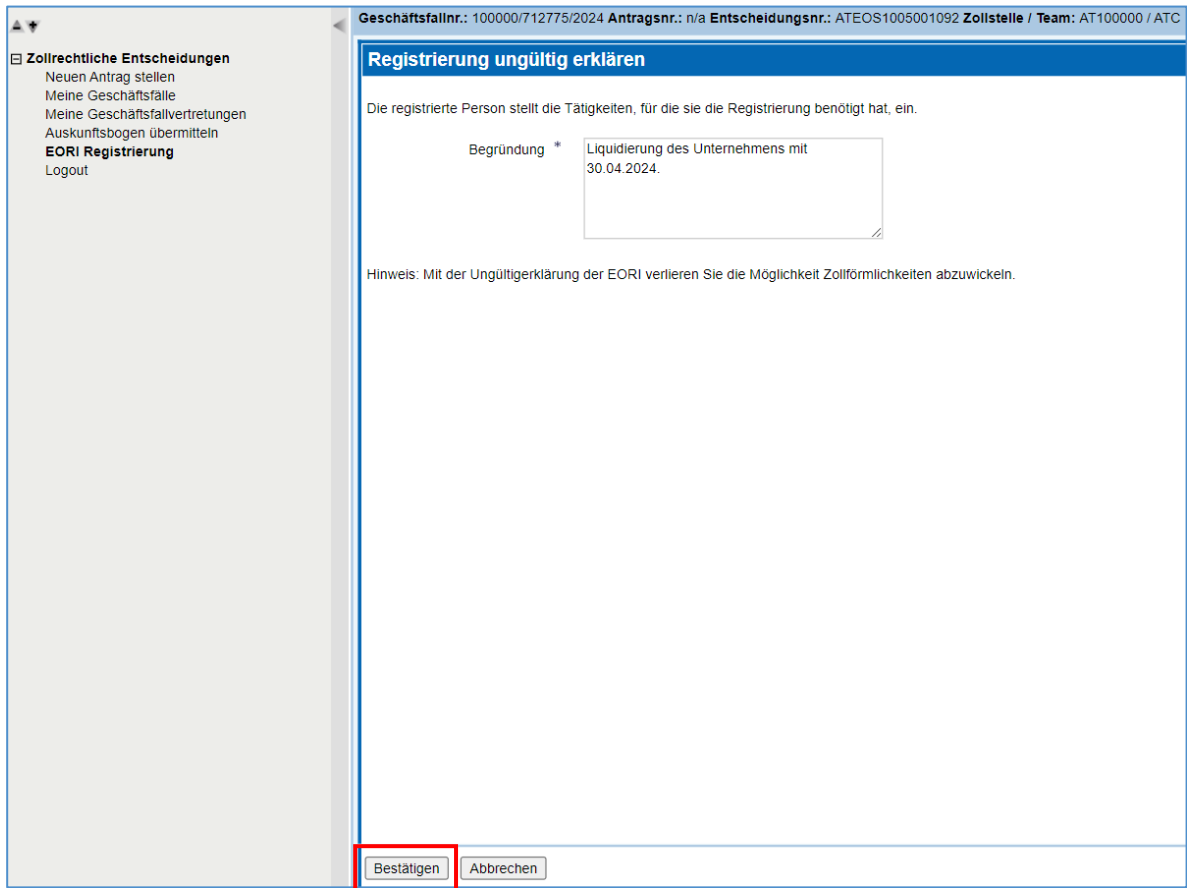 Geschäftsfallnr.: 100000/712775/2024 Antragsnr.: n/a Entscheidungsnr.: ATEOS1005001092 Zollstelle / Team: AT100000 / ATC
Zollrechtliche Entscheidungen
Neuen Antrag stellen
Meine Geschäftsfälle
Meine Geschäftsfallvertretungen
Auskunftsbogen übermitteln
EORI Registrierung
Logout
Registrierung ungültig erklären
Die registrierte Person stellt die Tätigkeiten, für die sie die Registrierung benötigt hat, ein.
Begründung * Liquidierung des Unternehmens mit
30.04.2024.
Hinweis: Mit der Ungültigerklärung der EORI verlieren Sie die Möglichkeit Zollförmlichkeiten abzuwickeln.
Bestätigen Abbrechen